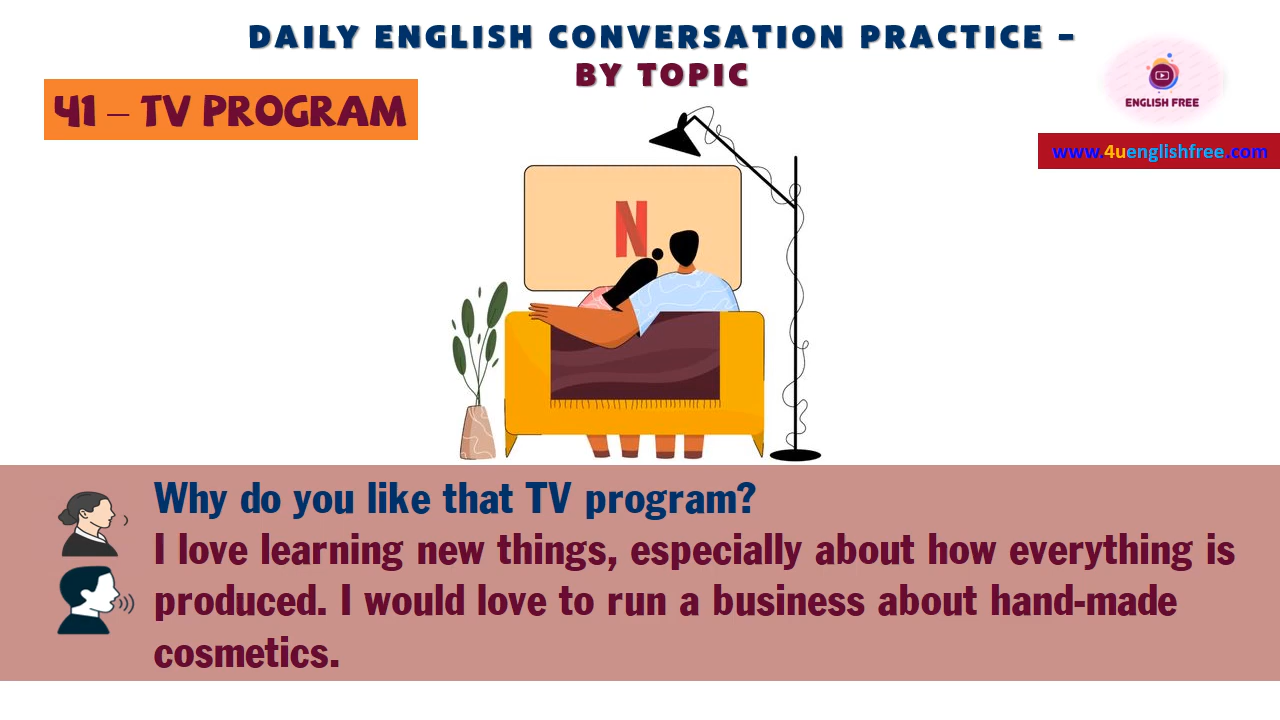 DAILY ENGLISH CONVERSATION PRACTICE –
BY TOPIC
41 – TV PROGRAM
ENGLISH FREE
www.4uenglishfree.com
N
Why do you like that TV program?
I love learning new things, especially about how everything is
produced. I would love to run a business about hand-made
cosmetics.